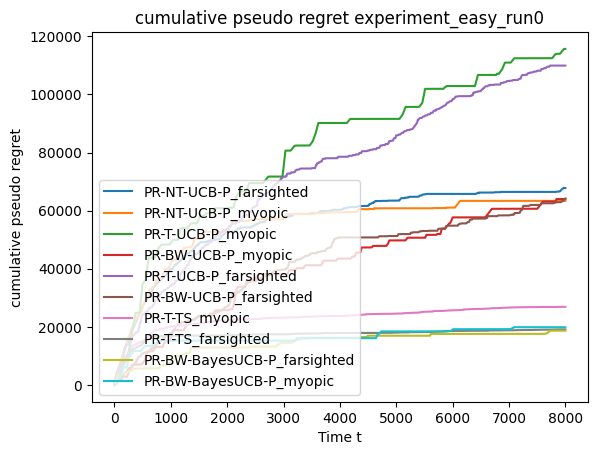 cumulative pseudo regret experiment_easy_run0
120000
100000
80000
60000
40000
20000
0
cumulative pseudo regret
PR-NT-UCB-P_farsighted
PR-NT-UCB-P_myopic
PR-T-UCB-P_myopic
PR-BW-UCB-P_myopic
PR-T-UCB-P_farsighted
PR-BW-UCB-P_farsighted
PR-T-TS_myopic
PR-T-TS_farsighted
PR-BW-BayesUCB-P_farsighted
PR-BW-BayesUCB-P_myopic
0 1000 2000 3000 4000 5000 6000 7000 8000
Time t